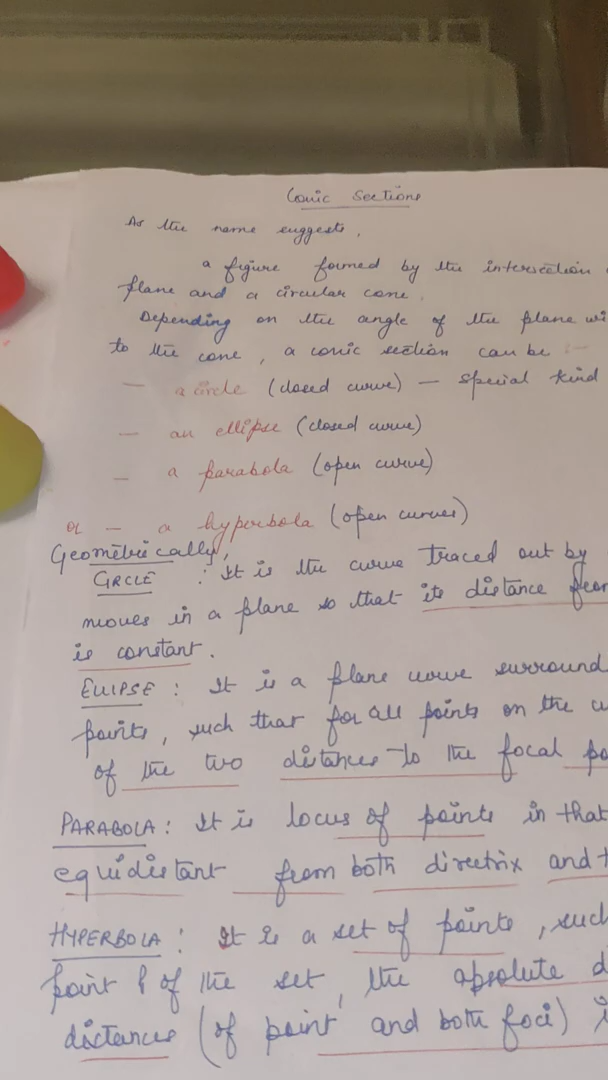 Conic Sections
As the name suggests,
a figure formed by the intersection
plane and a circular cone.
Depending on the angle of the plane wi
to the cone, a conic section can be :-
— a circle (closed curve) — special kind
— an ellipse (closed curve)
— a parabola (open curve)
or — a hyperbola (open curves)
Geometrically,
CIRCLE : It is the curve traced out by
moves in a plane so that its distance from
is constant.
ELLIPSE : It is a plane curve surround
points, such that for all points on the cu
of the two distances to the focal po
PARABOLA : It is locus of points in that
equidistant from both directrix and t
HYPERBOLA : It is a set of points, such
point P of the set, the absolute d
distances (of point and both foci) i